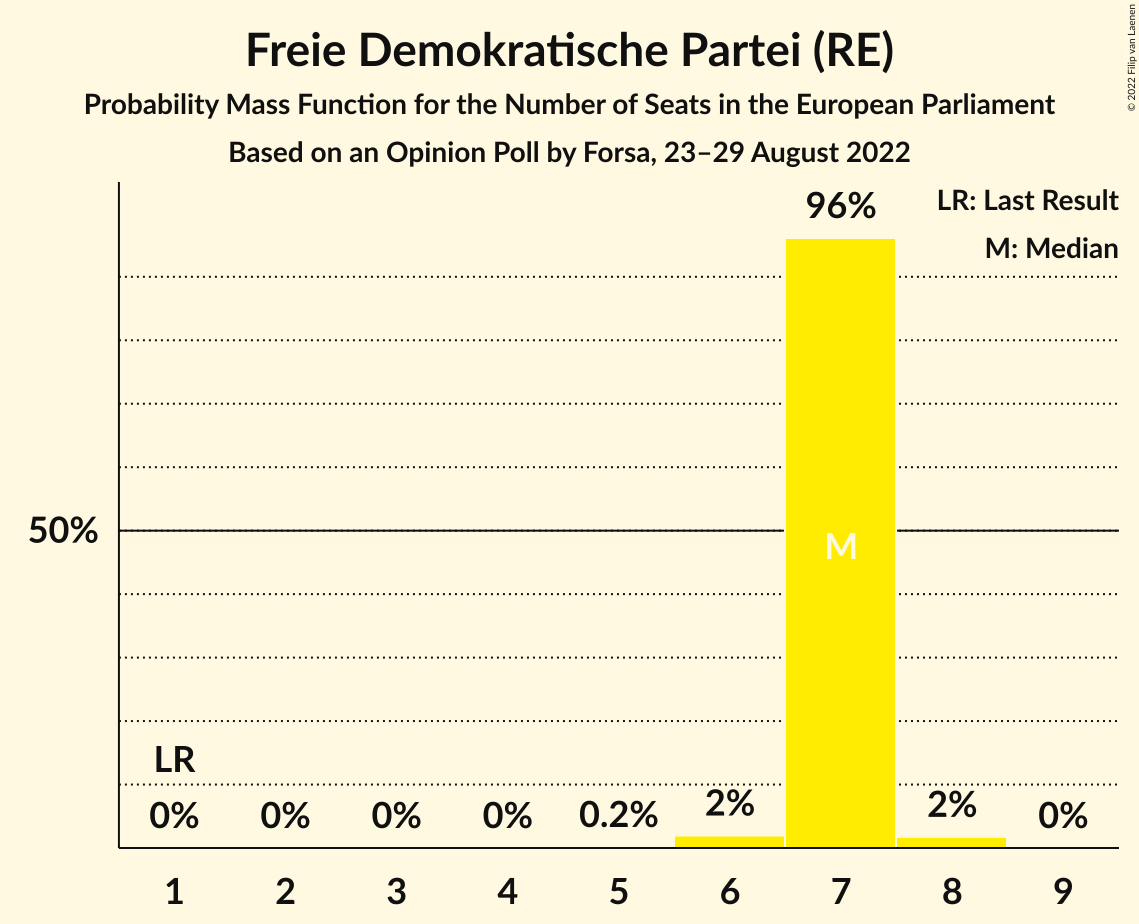 Freie Demokratische Partei (RE)
Probability Mass Function for the Number of Seats in the European Parliament
Based on an Opinion Poll by Forsa, 23–29 August 2022
© 2022 Filip van Laenen
LR: Last Result
M: Median
96%
50%
M
LR
0% 0% 0% 0% 0.2% 2% 2% 0%
1 2 3 4 5 6 7 8 9